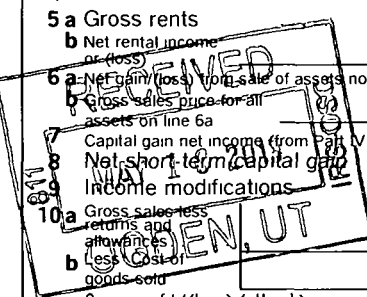 5 a Gross rents
b Net rental income
or (loss)
6 a Net gain/(loss) from sale of assets no
b Gross sales price for all
assets on line 6a
7 Capital gain net income (from Part IV
8 Net short-term capital gain
9 Income modifications
10 a Gross sales less
returns and
allowances
b Less Cost of
goods sold
RECEIVED
MAY 1
811
OGDEN, UT